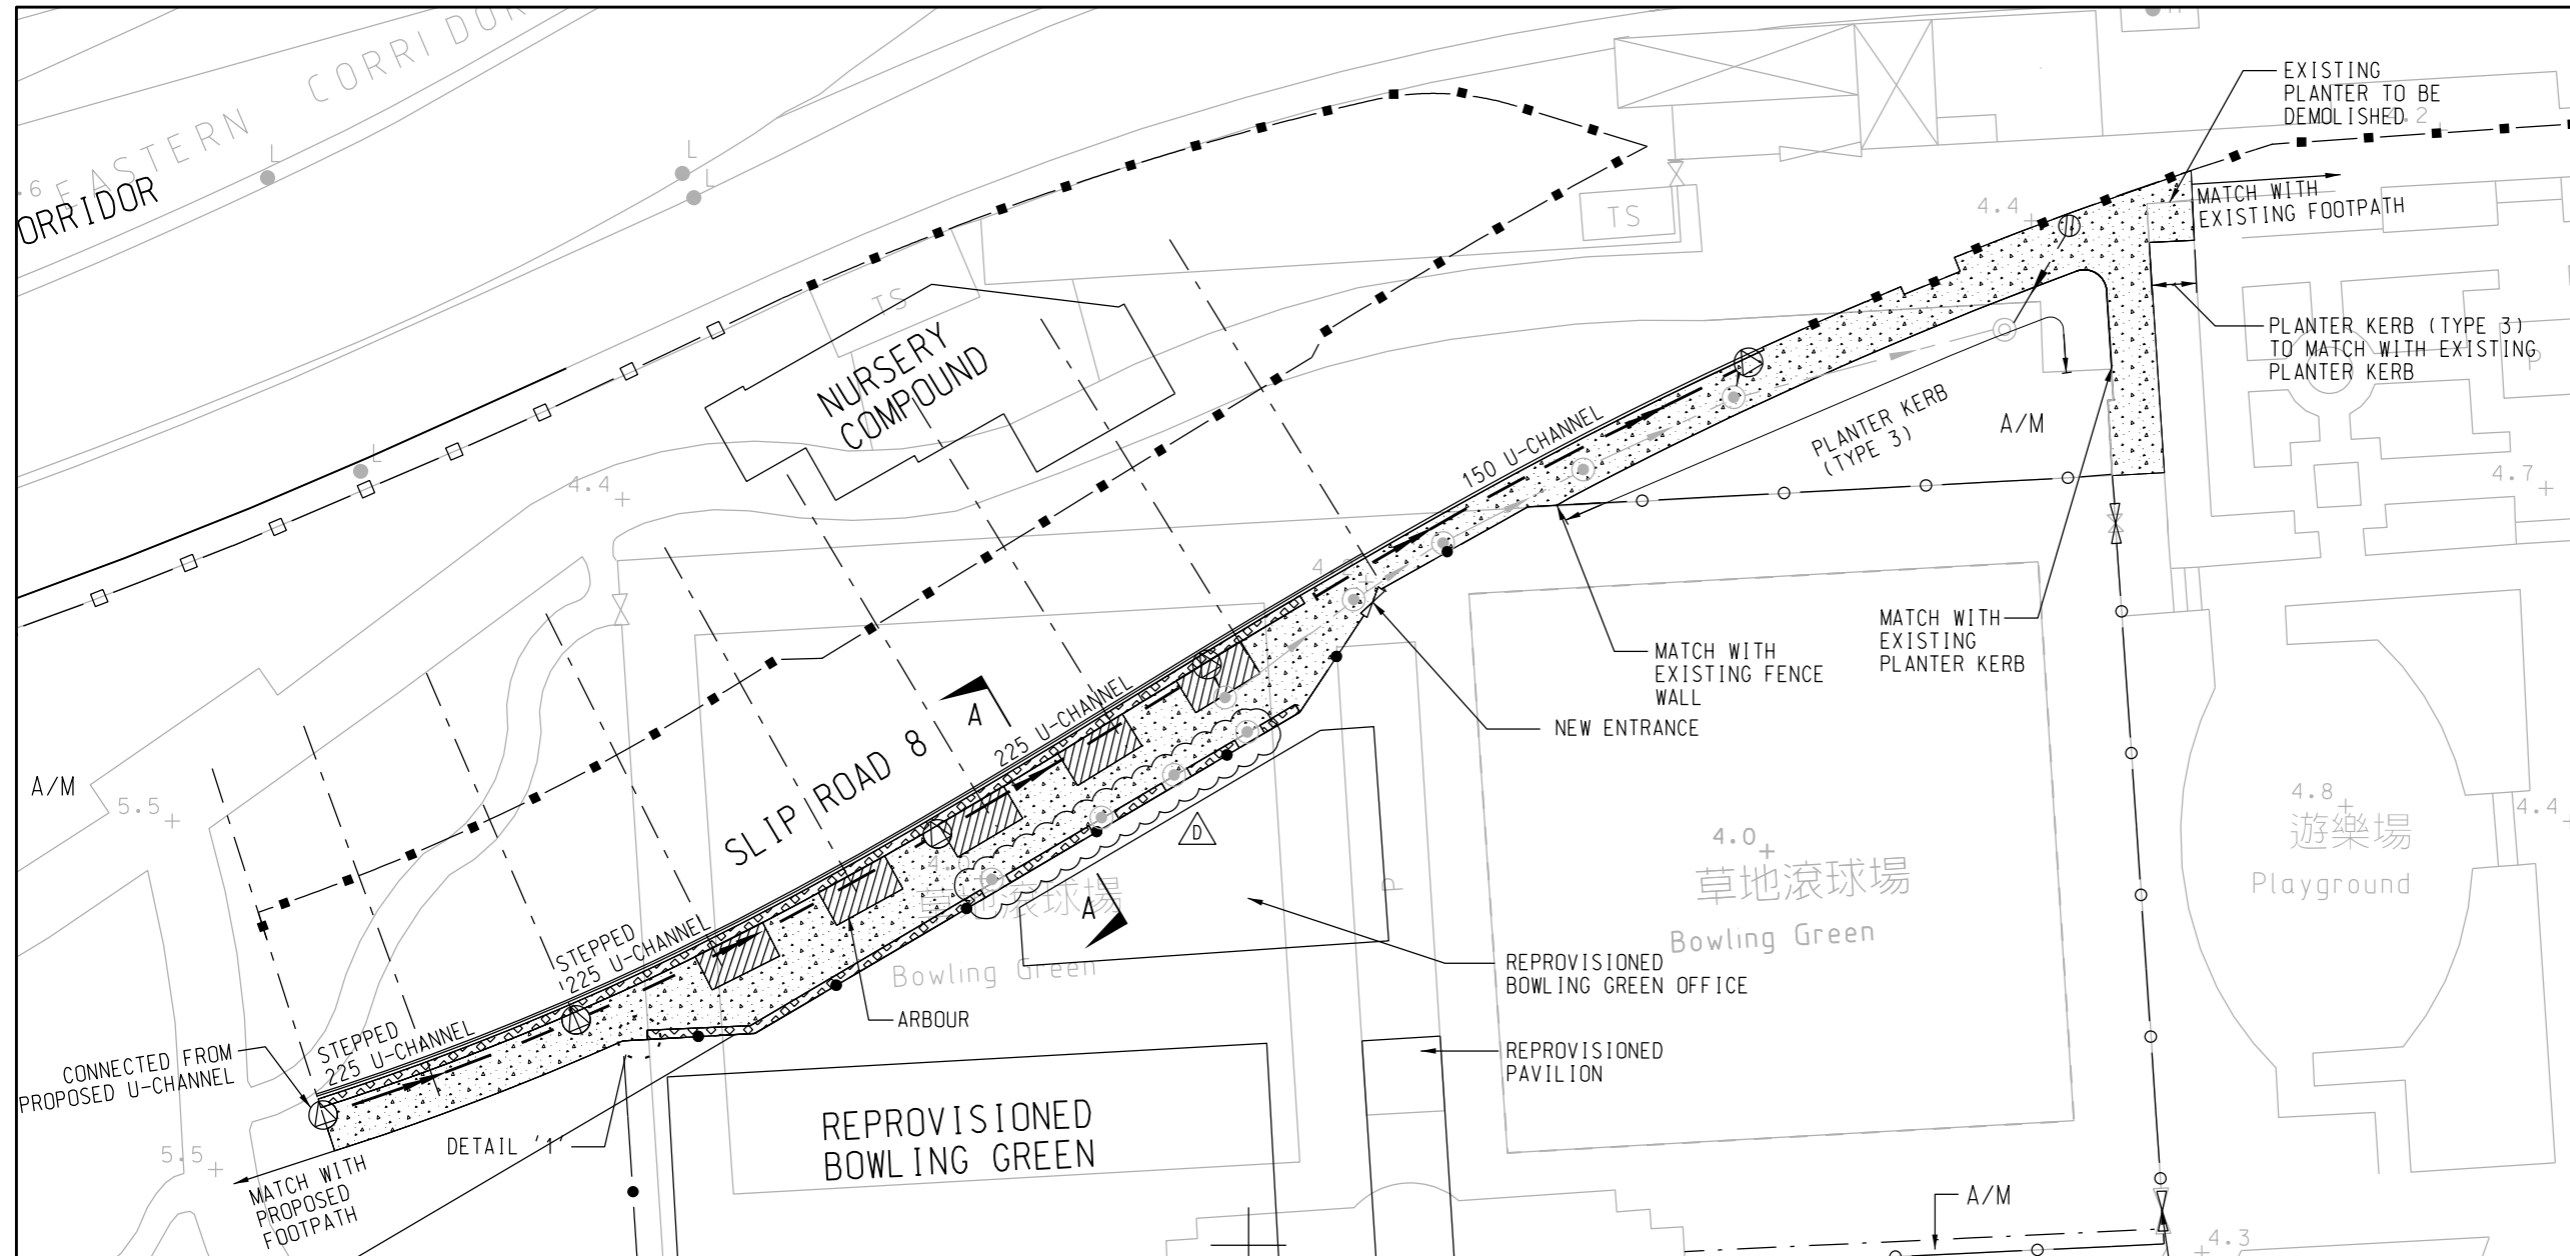 EASTERN CORRIDOR
ORRIDOR
.6
L
L
L
L
TS
TS
NURSERY
COMPOUND
EXISTING
PLANTER TO BE
DEMOLISHED
4.2
MATCH WITH
EXISTING FOOTPATH
4.4
PLANTER KERB (TYPE 3)
TO MATCH WITH EXISTING
PLANTER KERB
P
150 U-CHANNEL
PLANTER KERB
(TYPE 3)
A/M
4.4
4.7
MATCH WITH
EXISTING FENCE
WALL
MATCH WITH
EXISTING
PLANTER KERB
NEW ENTRANCE
A
225 U-CHANNEL
SLIP ROAD 8
A/M
5.5
D
4.0
草地滾球場
Bowling Green
4.8
遊樂場
Playground
4.4
P
A
草地滾球場
Bowling Green
STEPPED
225 U-CHANNEL
REPROVISIONED
BOWLING GREEN OFFICE
ARBOUR
REPROVISIONED
PAVILION
STEPPED
225 U-CHANNEL
CONNECTED FROM
PROPOSED U-CHANNEL
REPROVISIONED
BOWLING GREEN
DETAIL '1'
5.5
MATCH WITH
PROPOSED
FOOTPATH
A/M
4.3